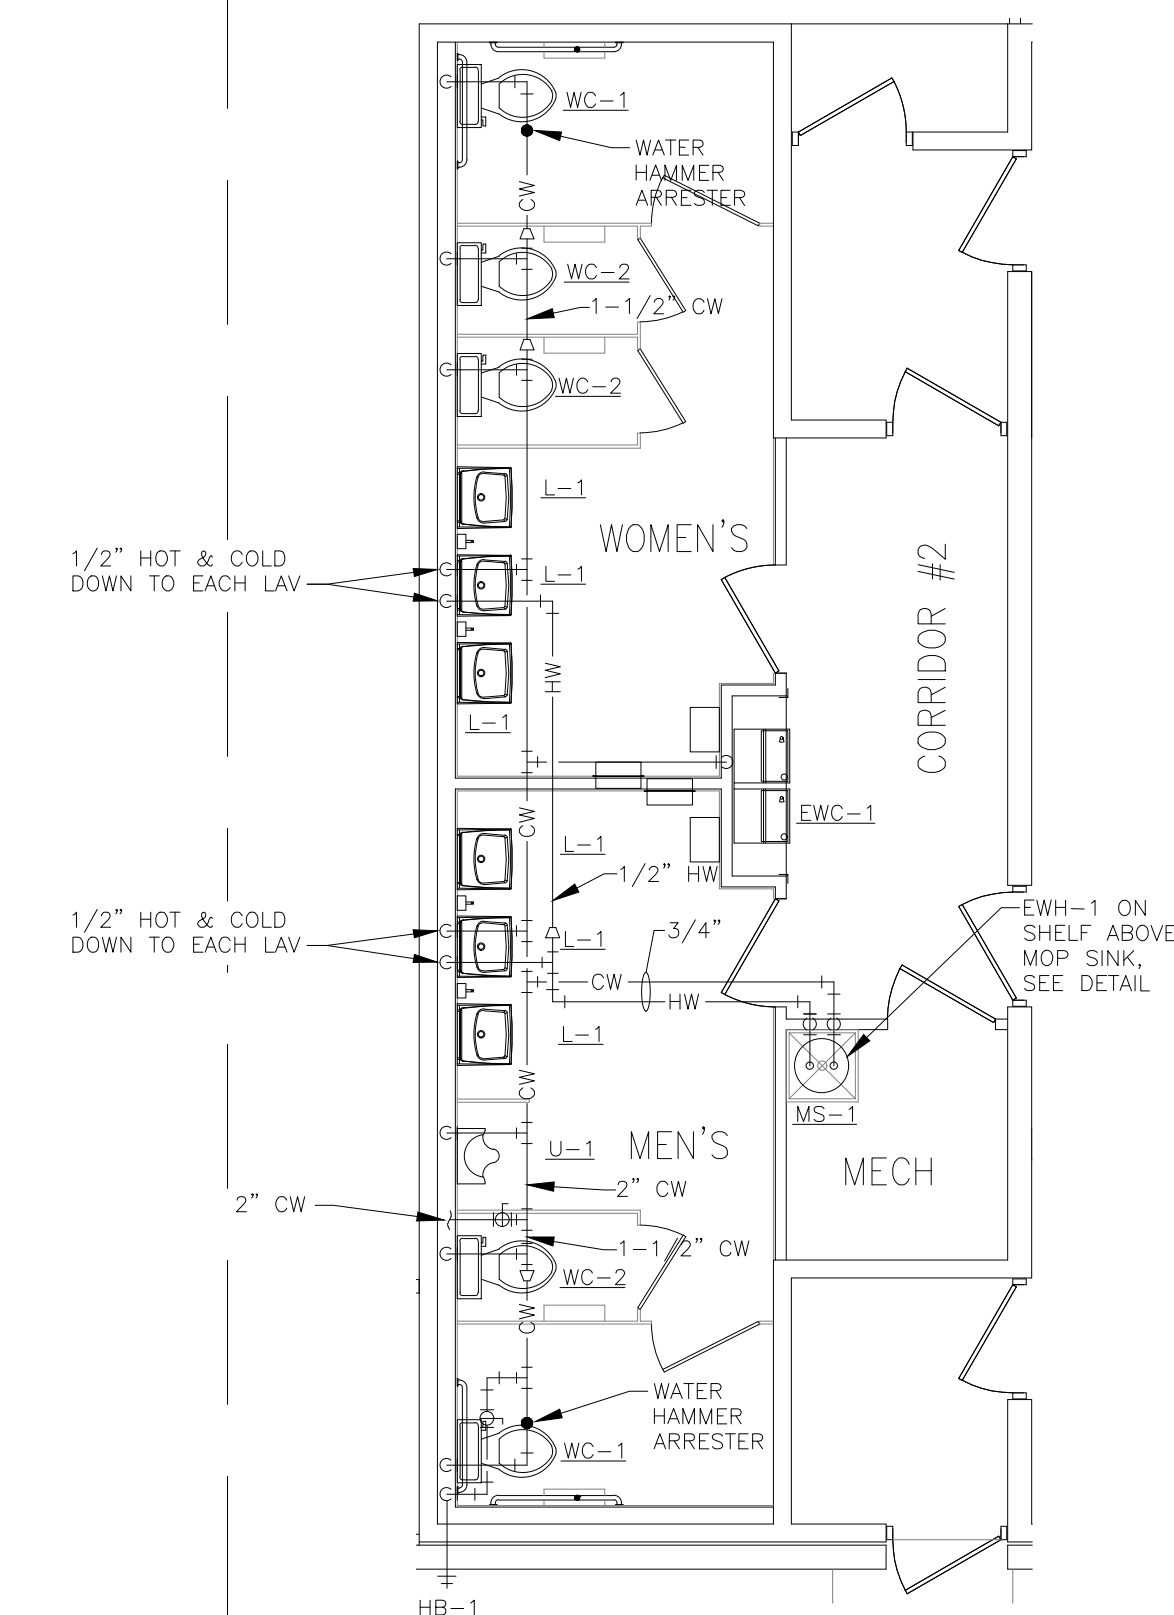 WC-1
WATER
HAMMER
ARRESTER
CW
WC-2
1-1/2" CW
WC-2
L-1
WOMEN'S
1/2" HOT & COLD
DOWN TO EACH LAV
L-1
CORRIDOR #2
HW
L-1
EWC-1
CW
L-1
1/2" HW
1/2" HOT & COLD
DOWN TO EACH LAV
L-1
3/4"
EWH-1 ON
SHELF ABOVE
MOP SINK,
SEE DETAIL
CW
HW
L-1
CW
MS-1
U-1
MEN'S
MECH
2" CW
2" CW
1-1/2" CW
WC-2
CW
WATER
HAMMER
ARRESTER
WC-1
HB-1